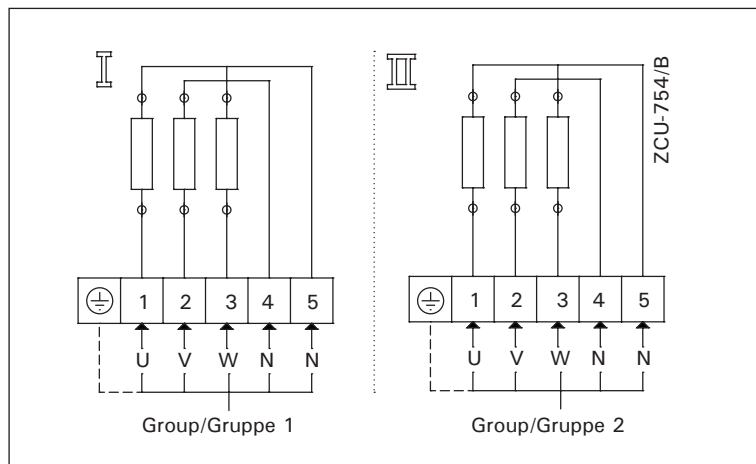 I
II
ZCU-754/B
1 2 3 4 5
U V W N N
Group/Gruppe 1
1 2 3 4 5
U V W N N
Group/Gruppe 2